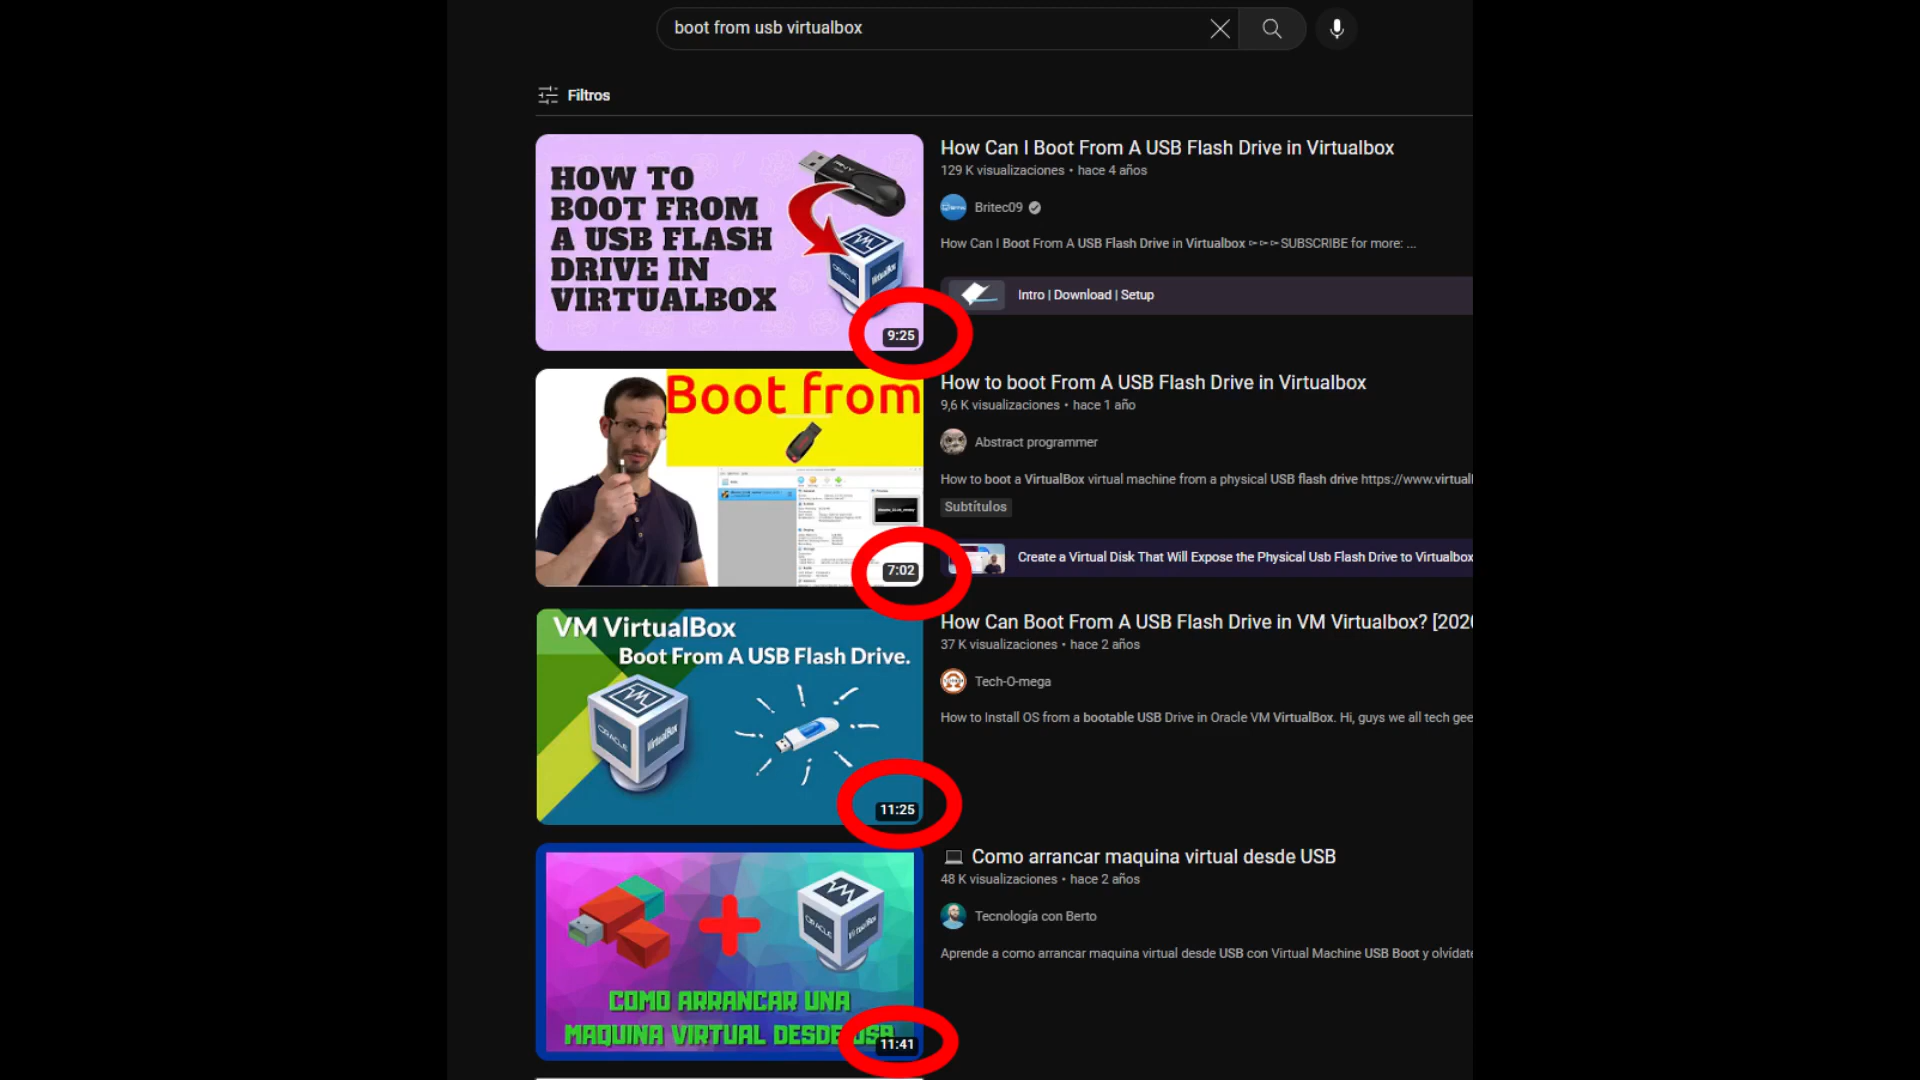 boot from usb virtualbox
Filtros
HOW TO
BOOT FROM
A USB FLASH
DRIVE IN
VIRTUALBOX
PNY
ORACLE
VirtualBox
9:25
How Can I Boot From A USB Flash Drive in Virtualbox
129 K visualizaciones • hace 4 años
Britec09
How Can I Boot From A USB Flash Drive in Virtualbox ▻ ▻ ▻SUBSCRIBE for more: ...
Intro | Download | Setup
Boot from
7:02
How to boot From A USB Flash Drive in Virtualbox
9,6 K visualizaciones • hace 1 año
Abstract programmer
How to boot a VirtualBox virtual machine from a physical USB flash drive https://www.virtual
Subtítulos
Create a Virtual Disk That Will Expose the Physical Usb Flash Drive to Virtualbox
VM VirtualBox
Boot From A USB Flash Drive.
ORACLE
VirtualBox
11:25
How Can Boot From A USB Flash Drive in VM Virtualbox? [2020
37 K visualizaciones • hace 2 años
Tech-O-mega
How to Install OS from a bootable USB Drive in Oracle VM VirtualBox. Hi, guys we all tech gee
ORACLE
VirtualBox
COMO ARRANCAR UNA
MAQUINA VIRTUAL DESDE USB
11:41
Como arrancar maquina virtual desde USB
48 K visualizaciones • hace 2 años
Tecnología con Berto
Aprende a como arrancar maquina virtual desde USB con Virtual Machine USB Boot y olvídate